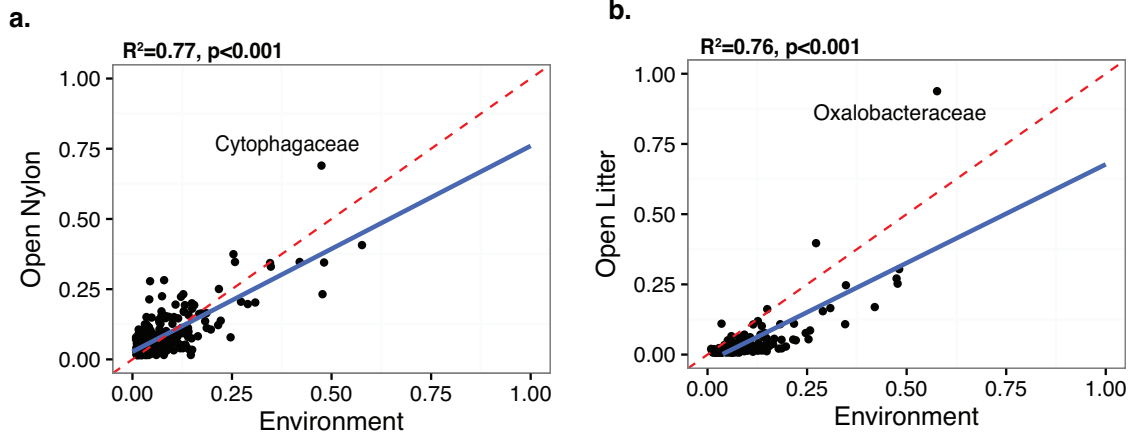 a.
R²=0.77, p<0.001
1.00
0.75
0.50
0.25
0.00
Open Nylon
Cytophagaceae
0.00 0.25 0.50 0.75 1.00
Environment
b.
R²=0.76, p<0.001
1.00
0.75
0.50
0.25
0.00
Open Litter
Oxalobacteraceae
0.00 0.25 0.50 0.75 1.00
Environment